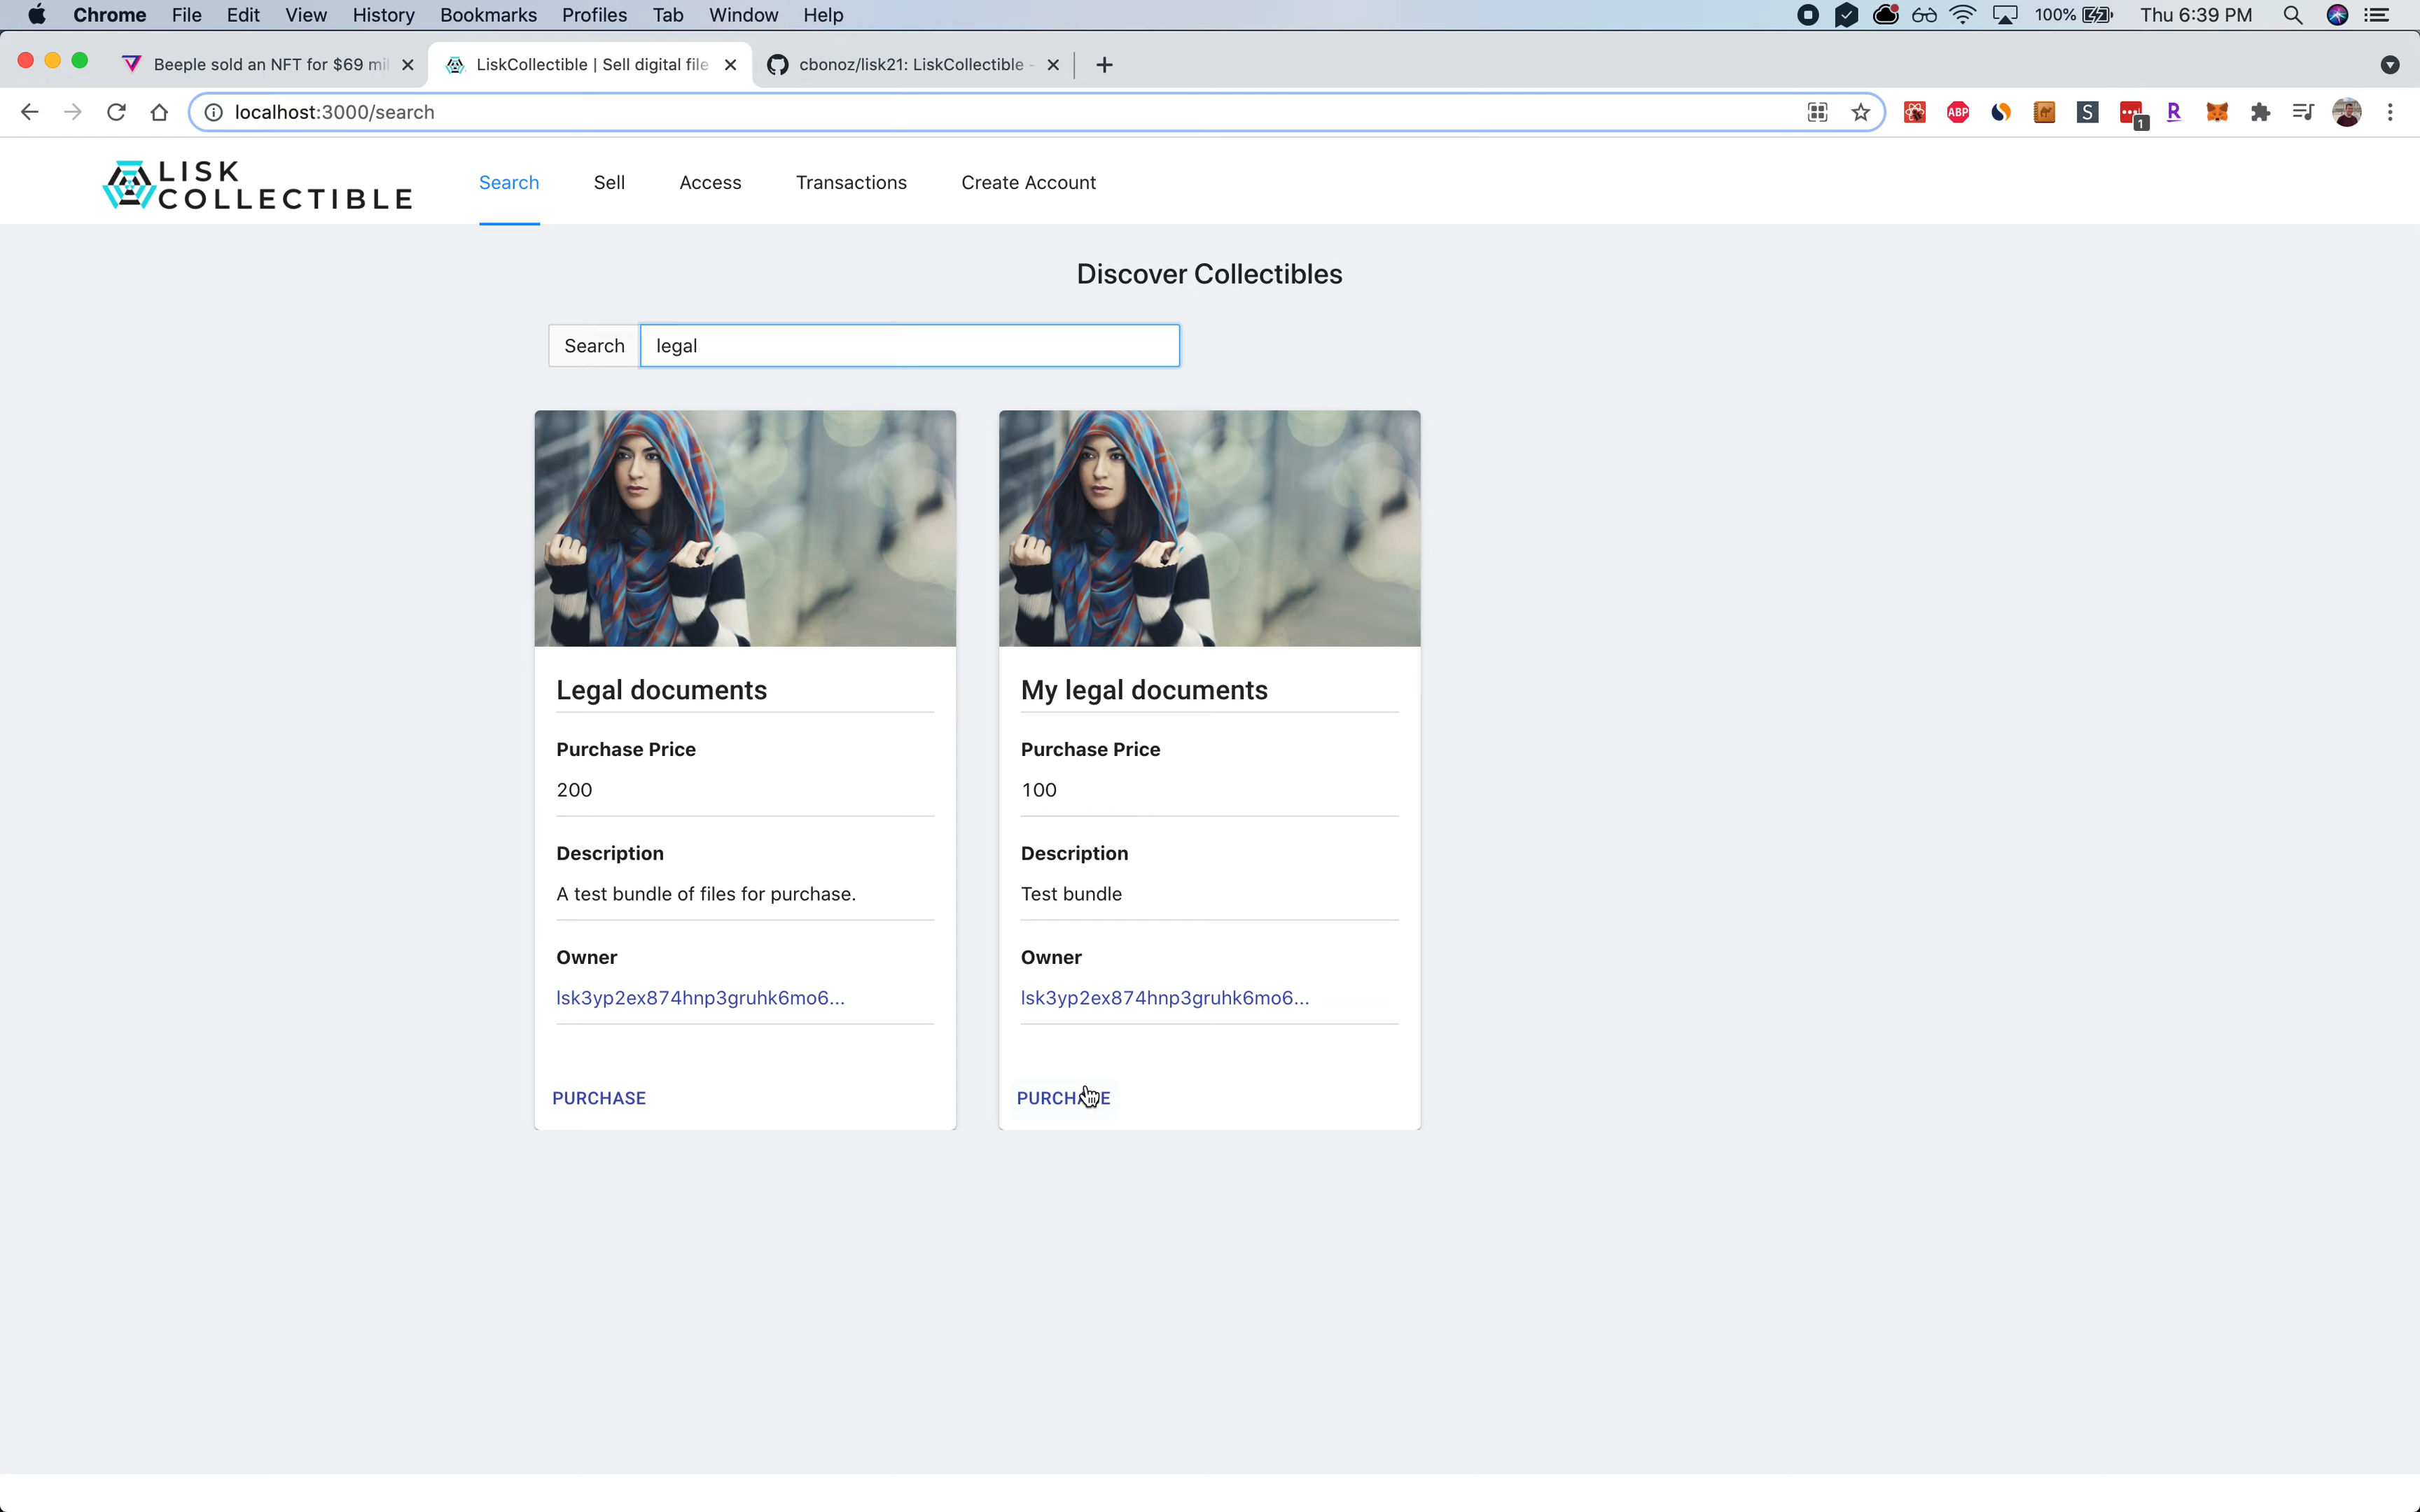 Chrome File Edit View History Bookmarks Profiles Tab Window Help 100% Thu 6:39 PM
Beeple sold an NFT for $69 mil LiskCollectible | Sell digital file cbonoz/lisk21: LiskCollectible -
localhost:3000/search ABP S 1 R
LISK
COLLECTIBLE
Search Sell Access Transactions Create Account
Discover Collectibles
Search legal
Legal documents
Purchase Price
200
Description
A test bundle of files for purchase.
Owner
lsk3yp2ex874hnp3gruhk6mo6...
PURCHASE
My legal documents
Purchase Price
100
Description
Test bundle
Owner
lsk3yp2ex874hnp3gruhk6mo6...
PURCHASE